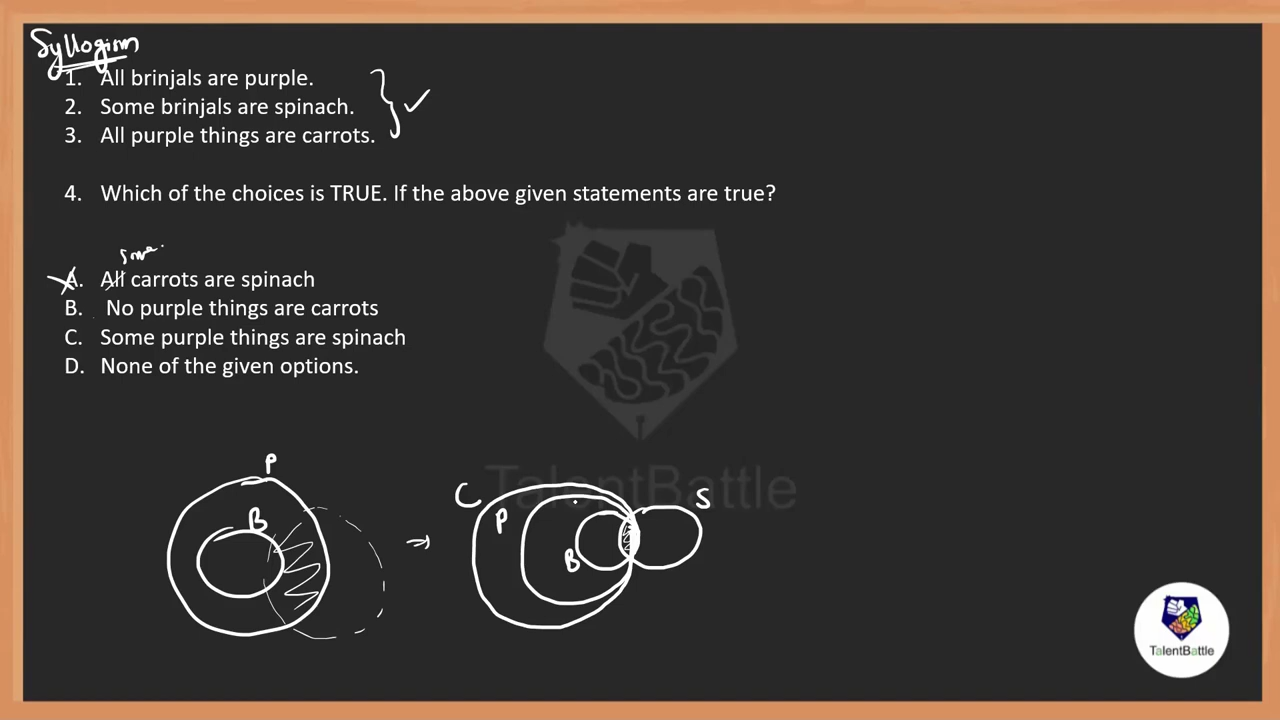 Syllogism
1. All brinjals are purple.
2. Some brinjals are spinach.
3. All purple things are carrots.
4. Which of the choices is TRUE. If the above given statements are true?
Some
A. All carrots are spinach
B. No purple things are carrots
C. Some purple things are spinach
D. None of the given options.
TalentBattle
P
B
C
P
B
S
TalentBattle